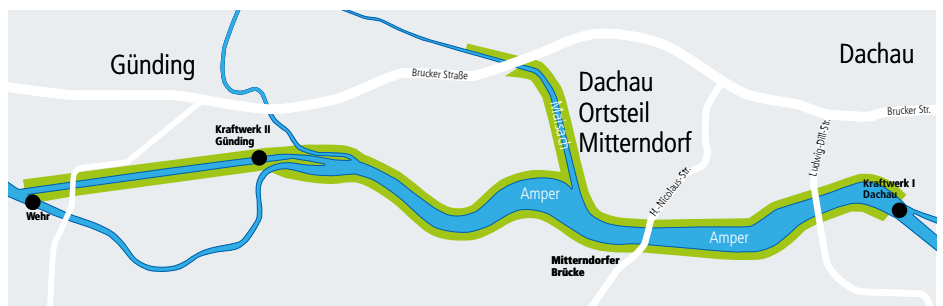 Günding
Dachau
Brucker Straße
Dachau
Ortsteil
Mitterndorf
Maisach
Brucker Str.
Kraftwerk II
Günding
Ludwig-Dill-Str.
H.-Nicolaus-Str.
Kraftwerk I
Dachau
Amper
Wehr
Amper
Mitterndorfer
Brücke